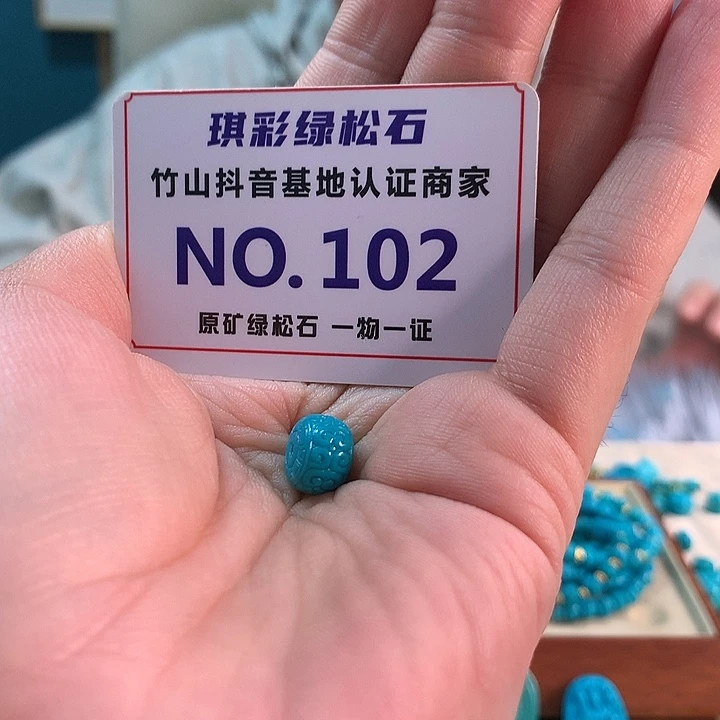 琪彩绿松石
竹山抖音基地认证商家
NO.102
原矿绿松石 一物一证